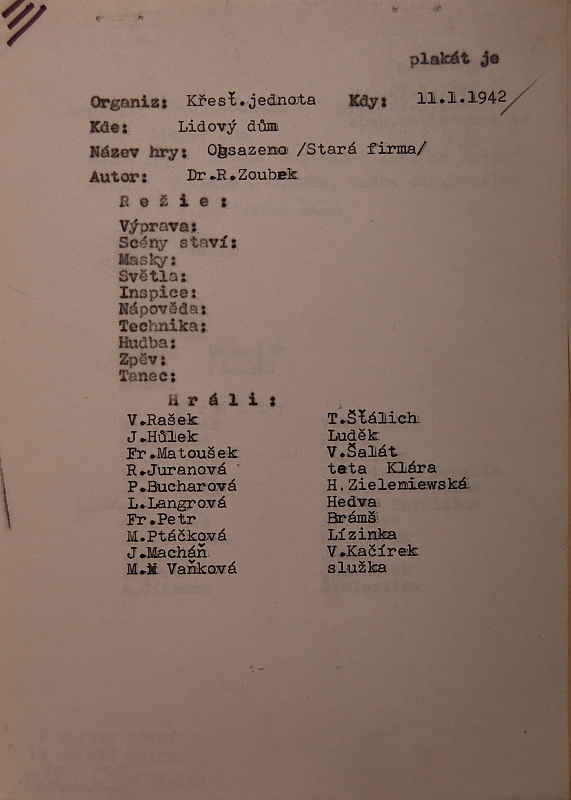 plakát je
Organiz: Křesť.jednota Kdy: 11.1.1942
Kde: Lidový dům
Název hry: Obsazeno /Stará firma/
Autor: Dr.R.Zoubek
R e ž i e :
Výprava:
Scény staví:
Masky:
Světla:
Inspice:
Nápověda:
Technika:
Hudba:
Zpěv:
Tanec:
H r á l i :
V.Rašek T.Šťálich
J.Hůlek Luděk
Fr.Matoušek V.Šalát
R.Juranová teta Klára
P.Bucharová H.Zieleniewská
L.Langrová Hedva
Fr.Petr Brámš
M.Ptáčková Lízinka
J.Macháň V.Kačírek
M. Vaňková služka